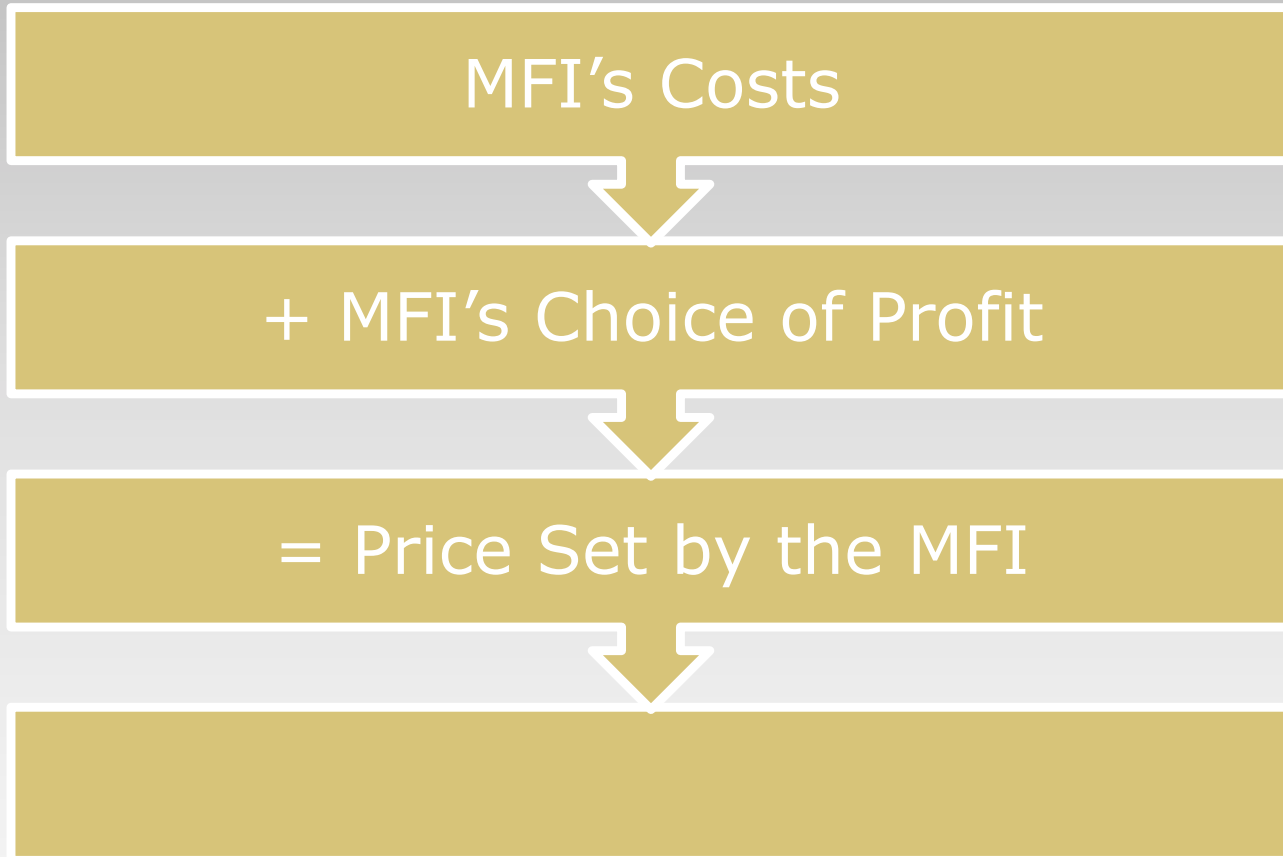 MFI’s Costs
+ MFI’s Choice of Profit
= Price Set by the MFI